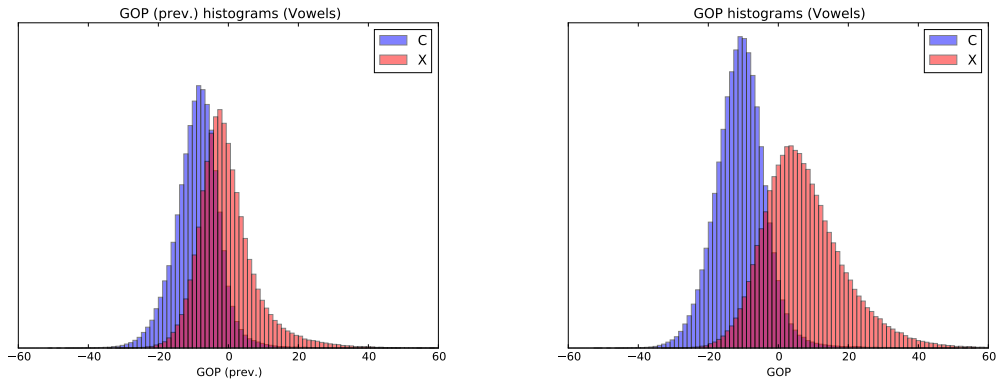 GOP (prev.) histograms (Vowels)
C
X
−60 −40 −20 0 20 40 60
GOP (prev.)
GOP histograms (Vowels)
C
X
−60 −40 −20 0 20 40 60
GOP